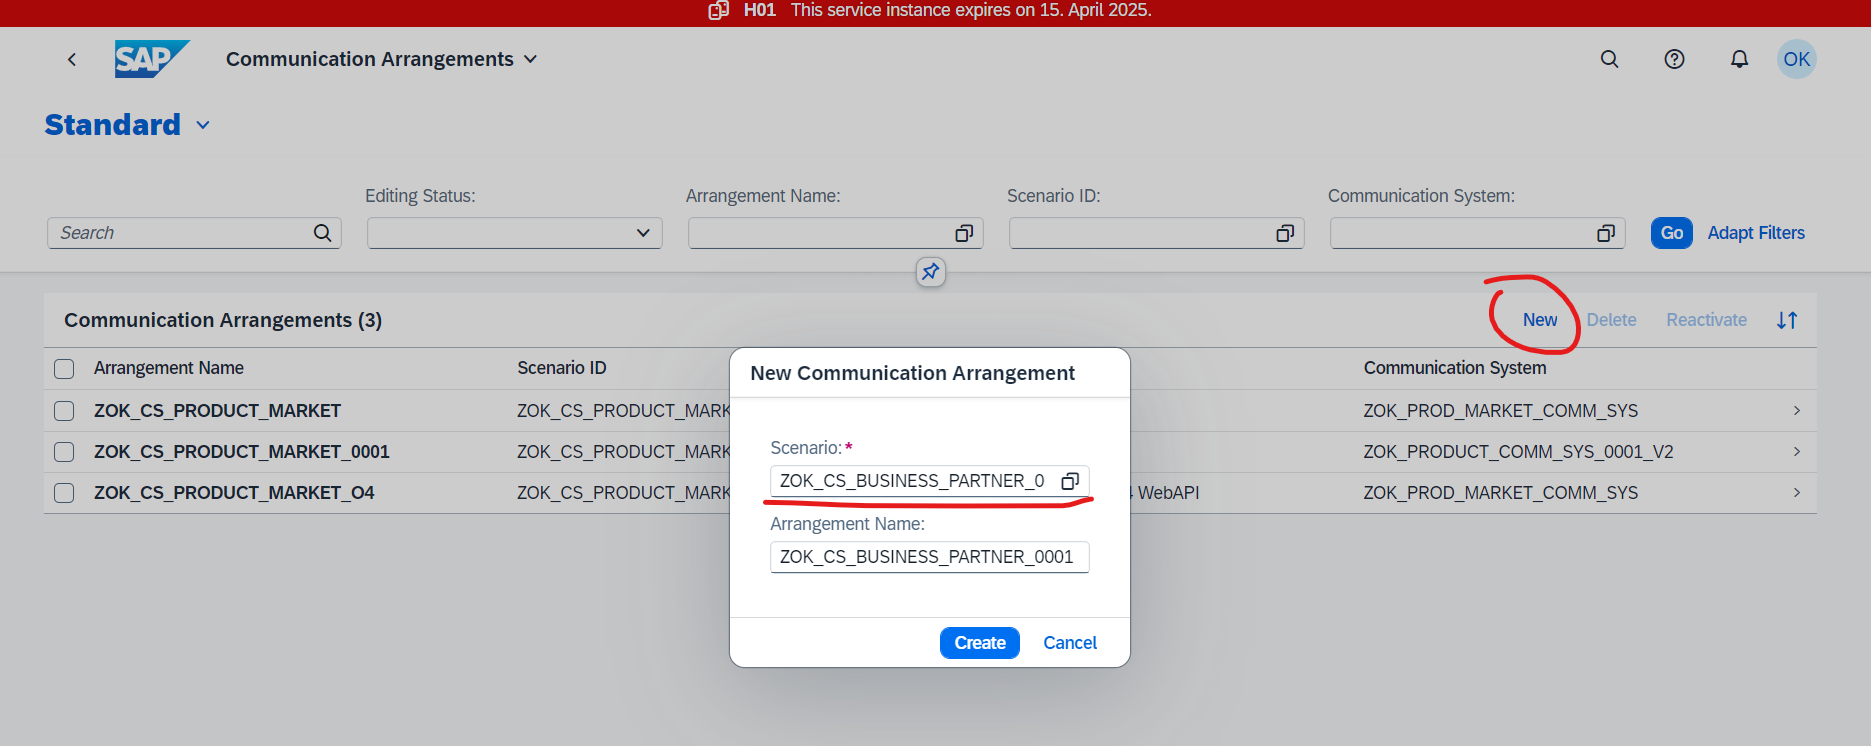 H01 This service instance expires on 15. April 2025.
SAP Communication Arrangements OK
Standard
Editing Status: Arrangement Name: Scenario ID: Communication System:
Search Go Adapt Filters
Communication Arrangements (3) New Delete Reactivate
Arrangement Name Scenario ID Communication System
ZOK_CS_PRODUCT_MARKET ZOK_CS_PRODUCT_MARK ZOK_PROD_MARKET_COMM_SYS
ZOK_CS_PRODUCT_MARKET_0001 ZOK_CS_PRODUCT_MARK ZOK_PRODUCT_COMM_SYS_0001_V2
ZOK_CS_PRODUCT_MARKET_O4 ZOK_CS_PRODUCT_MARK WebAPI ZOK_PROD_MARKET_COMM_SYS
New Communication Arrangement
Scenario:*
ZOK_CS_BUSINESS_PARTNER_0
Arrangement Name:
ZOK_CS_BUSINESS_PARTNER_0001
Create Cancel